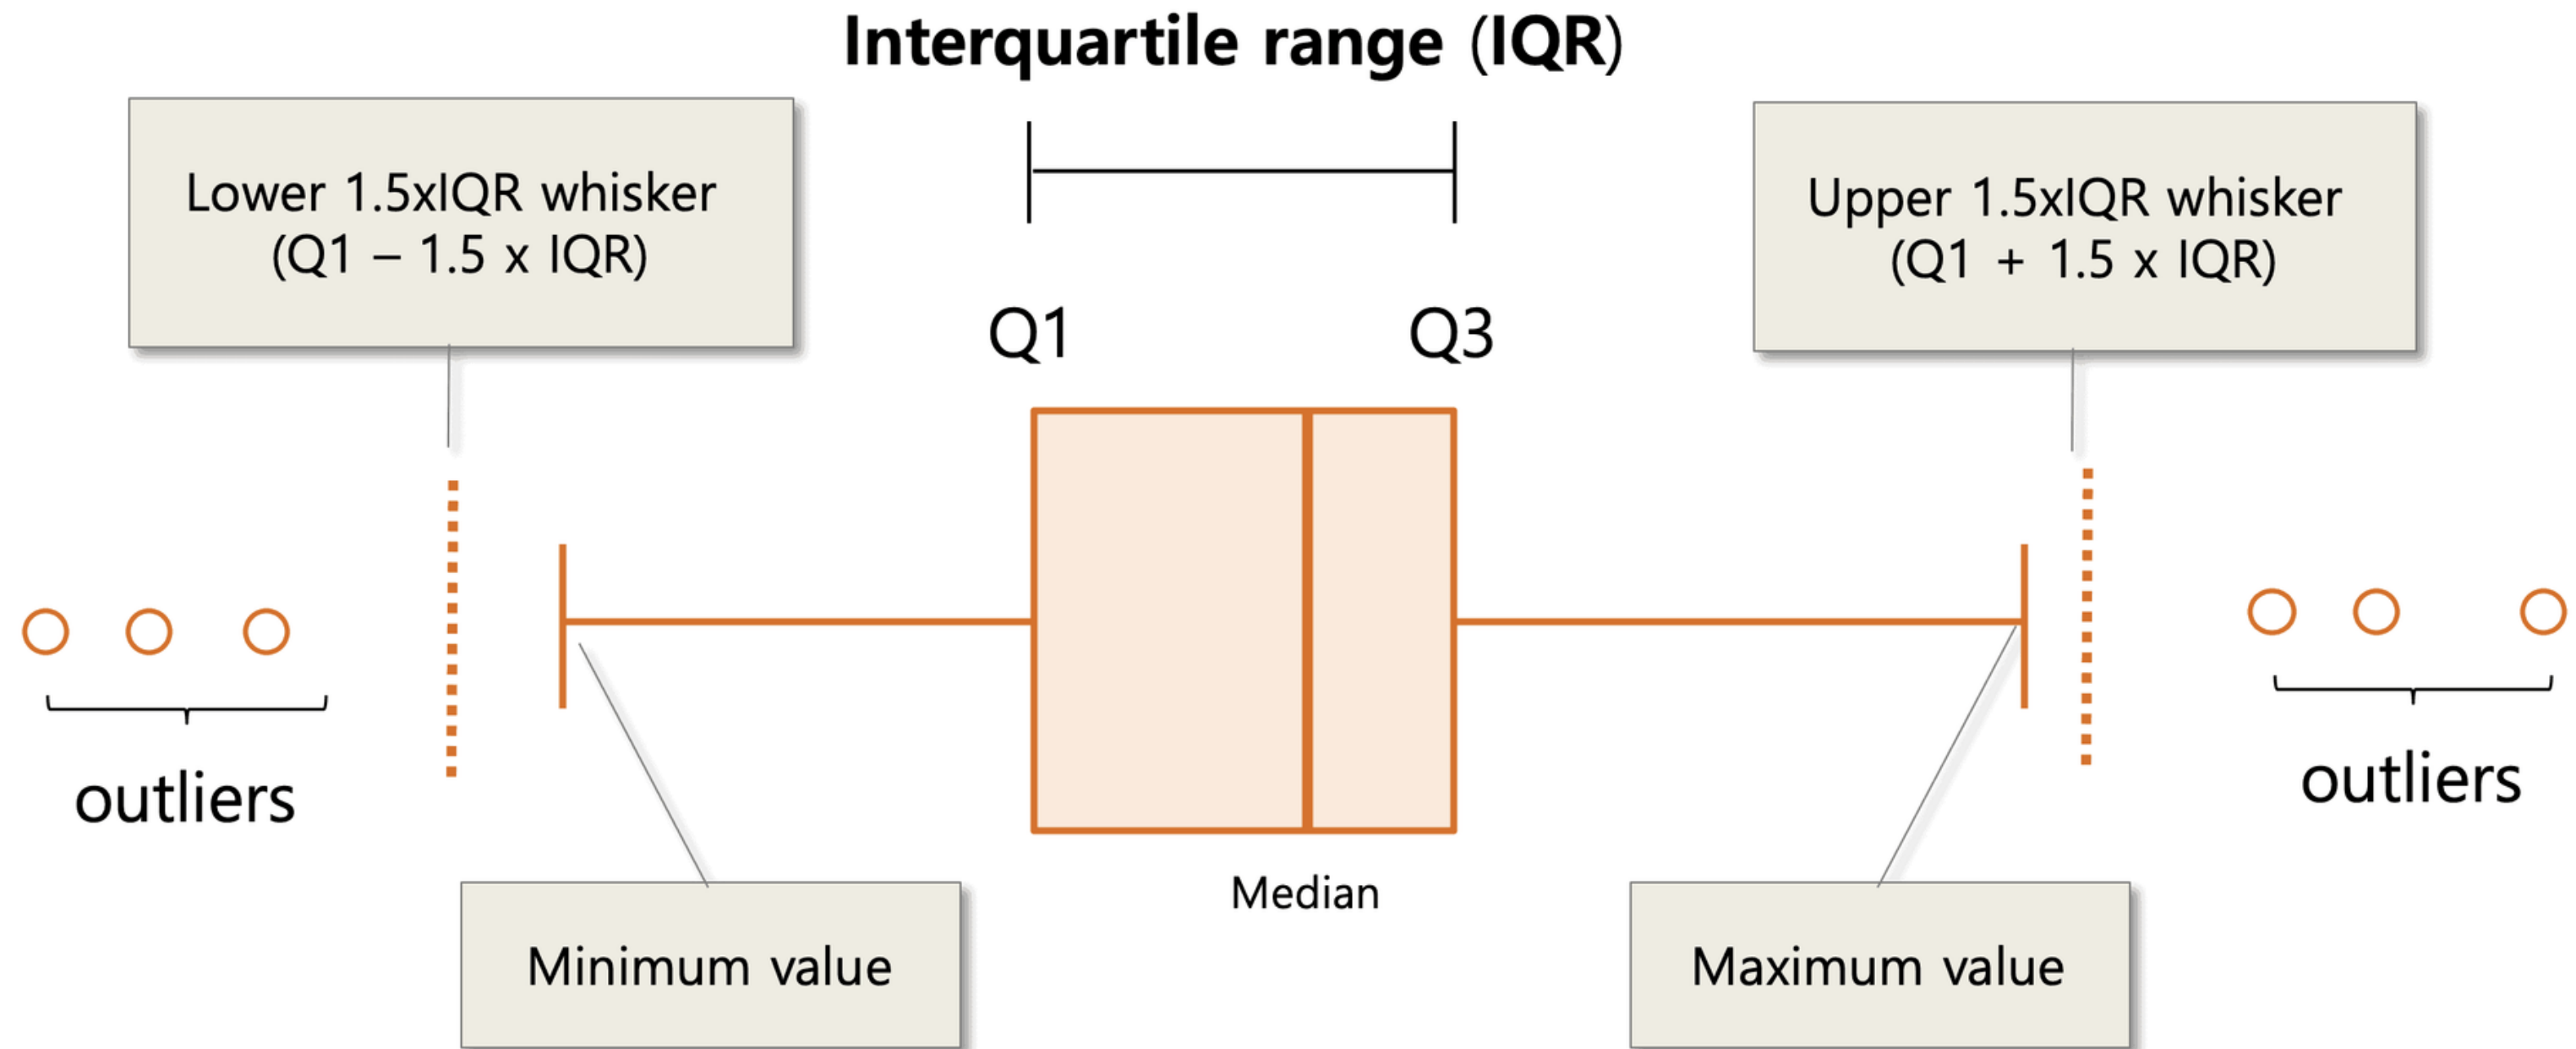 Interquartile range (IQR)
Lower 1.5xIQR whisker
(Q1 – 1.5 x IQR)
Upper 1.5xIQR whisker
(Q1 + 1.5 x IQR)
Q1
Q3
outliers
outliers
Median
Minimum value
Maximum value